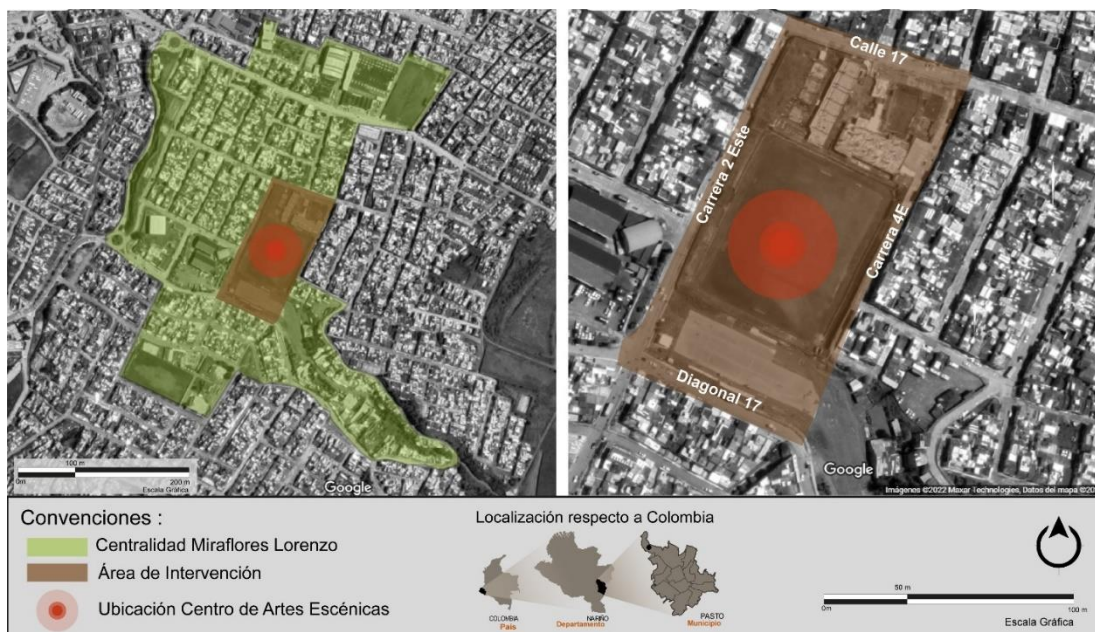 100 m
0m
200 m
Escala Gráfica
Google
Calle 17
Carrera 2 Este
Carrera 4E
Diagonal 17
Google
Imágenes ©2022 Maxar Technologies, Datos del mapa ©20
Convenciones :
Centralidad Miraflores Lorenzo
Área de Intervención
Ubicación Centro de Artes Escénicas
Localización respecto a Colombia
COLOMBIA
País
NARIÑO
Departamento
PASTO
Municipio
50 m
0m
100 m
Escala Gráfica